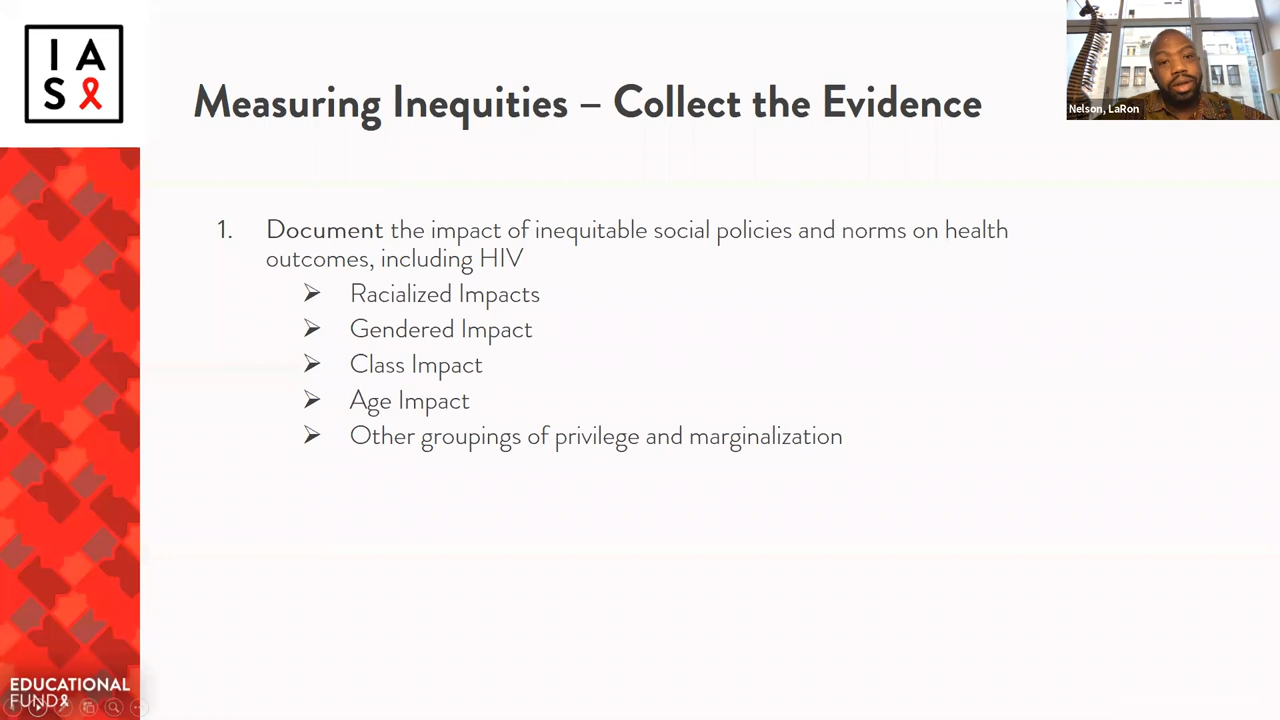 IAS
Measuring Inequities – Collect the Evidence
Nelson, LaRon
1. Document the impact of inequitable social policies and norms on health
outcomes, including HIV
➢ Racialized Impacts
➢ Gendered Impact
➢ Class Impact
➢ Age Impact
➢ Other groupings of privilege and marginalization
EDUCATIONAL
FUND